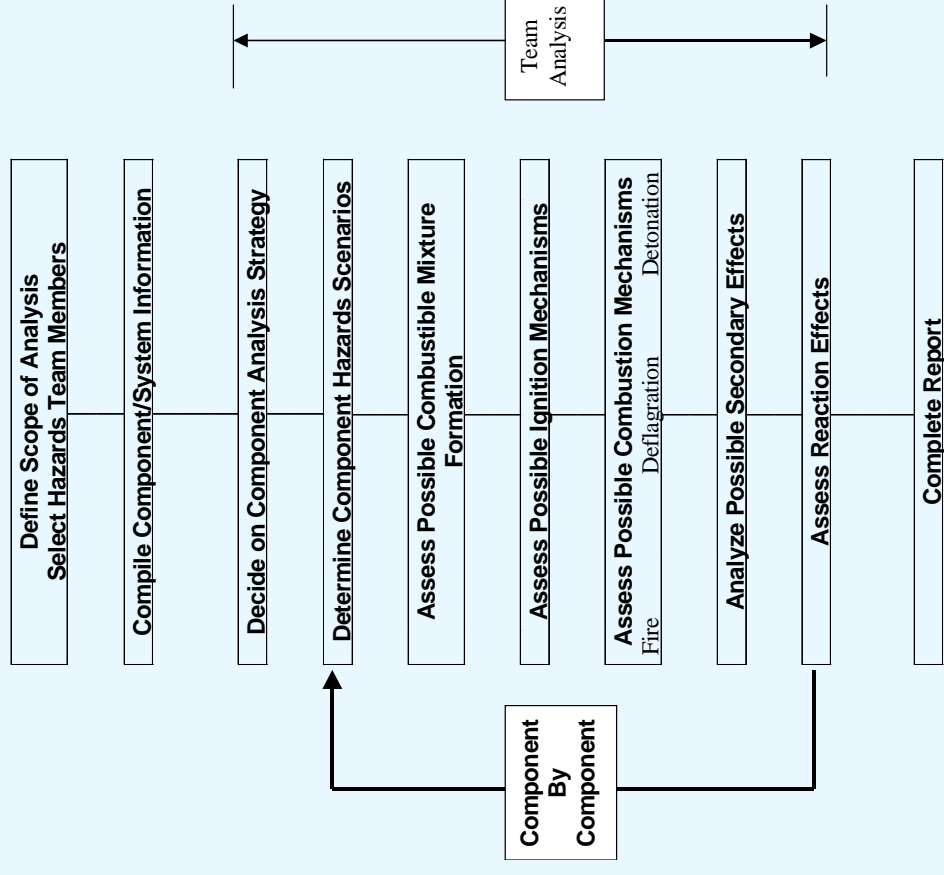 Define Scope of Analysis
Select Hazards Team Members
Compile Component/System Information
Decide on Component Analysis Strategy
Determine Component Hazards Scenarios
Assess Possible Combustible Mixture
Formation
Assess Possible Ignition Mechanisms
Assess Possible Combustion Mechanisms
Fire Deflagration Detonation
Analyze Possible Secondary Effects
Assess Reaction Effects
Complete Report
Component
By
Component
Team
Analysis